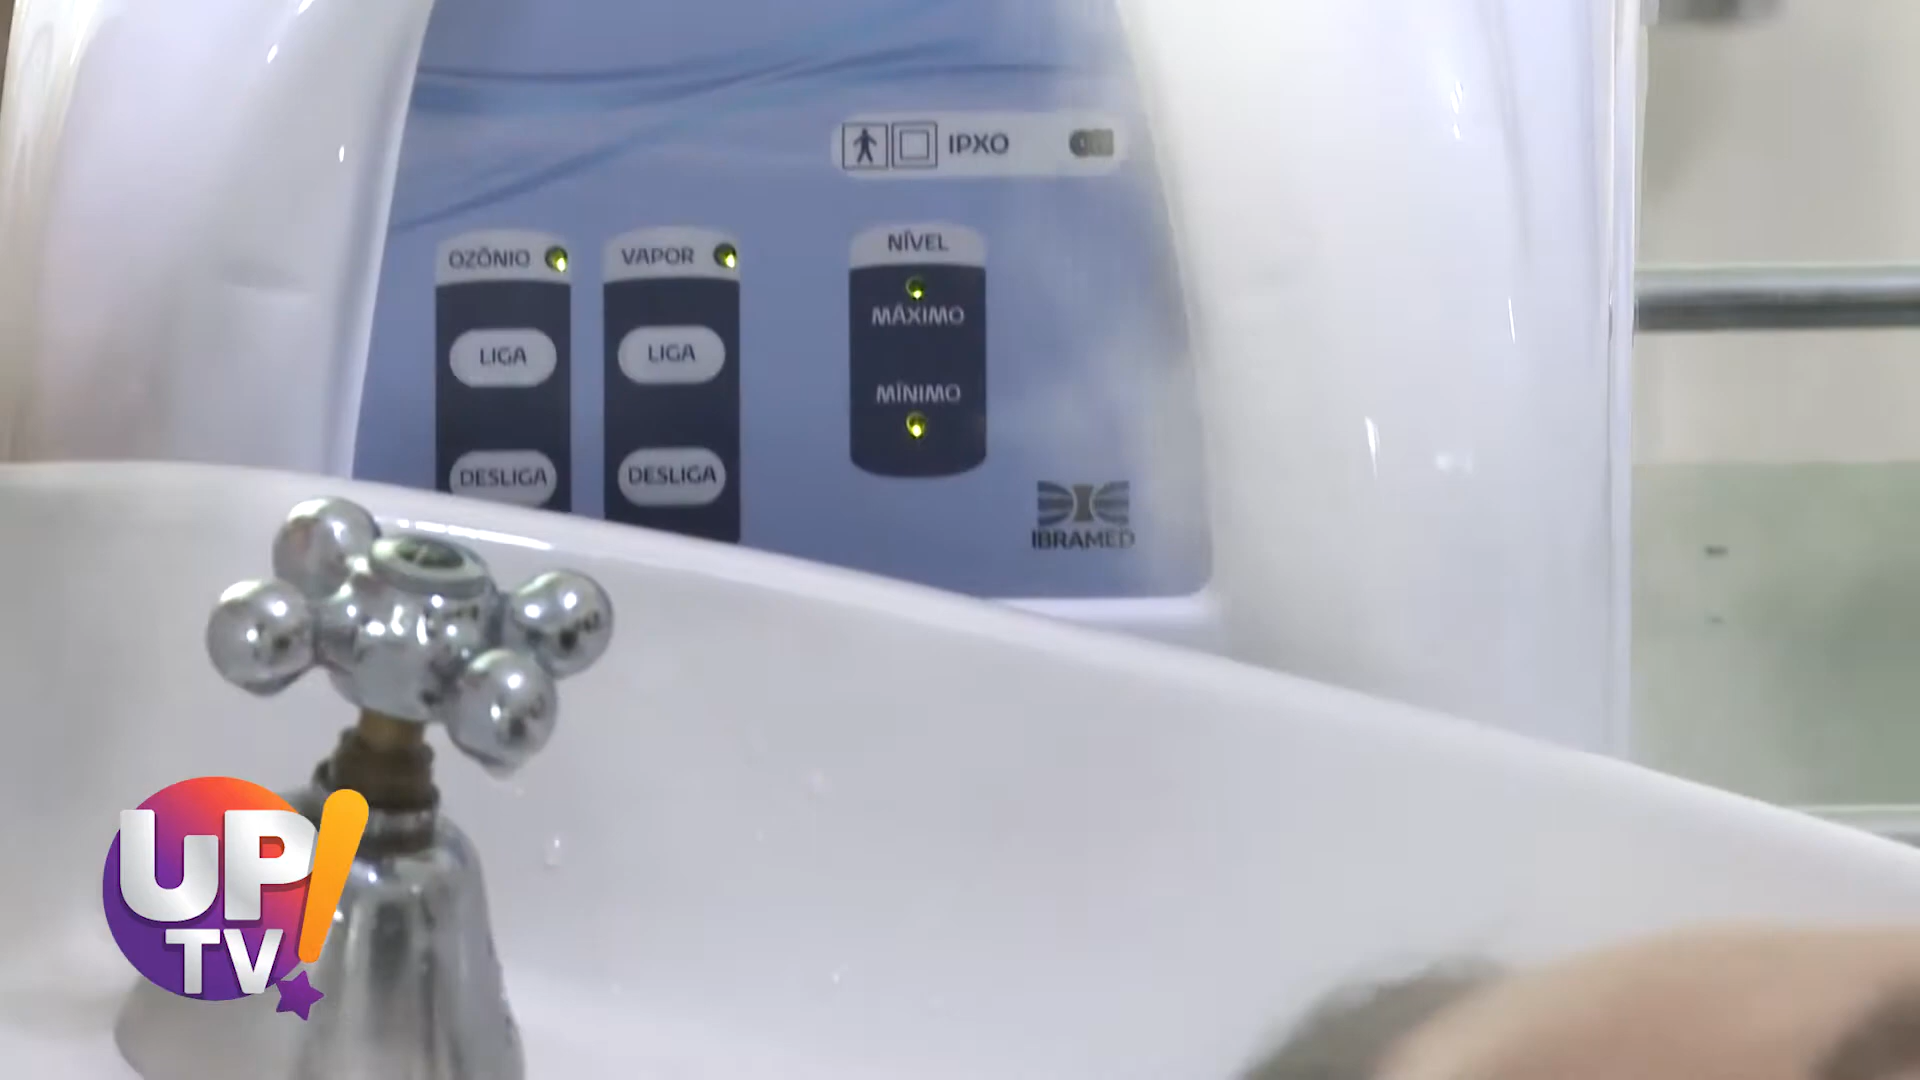 IPXO
OZÔNIO
VAPOR
NÍVEL
MÁXIMO
LIGA
LIGA
MÍNIMO
DESLIGA
DESLIGA
IBRAMED
UP!
TV